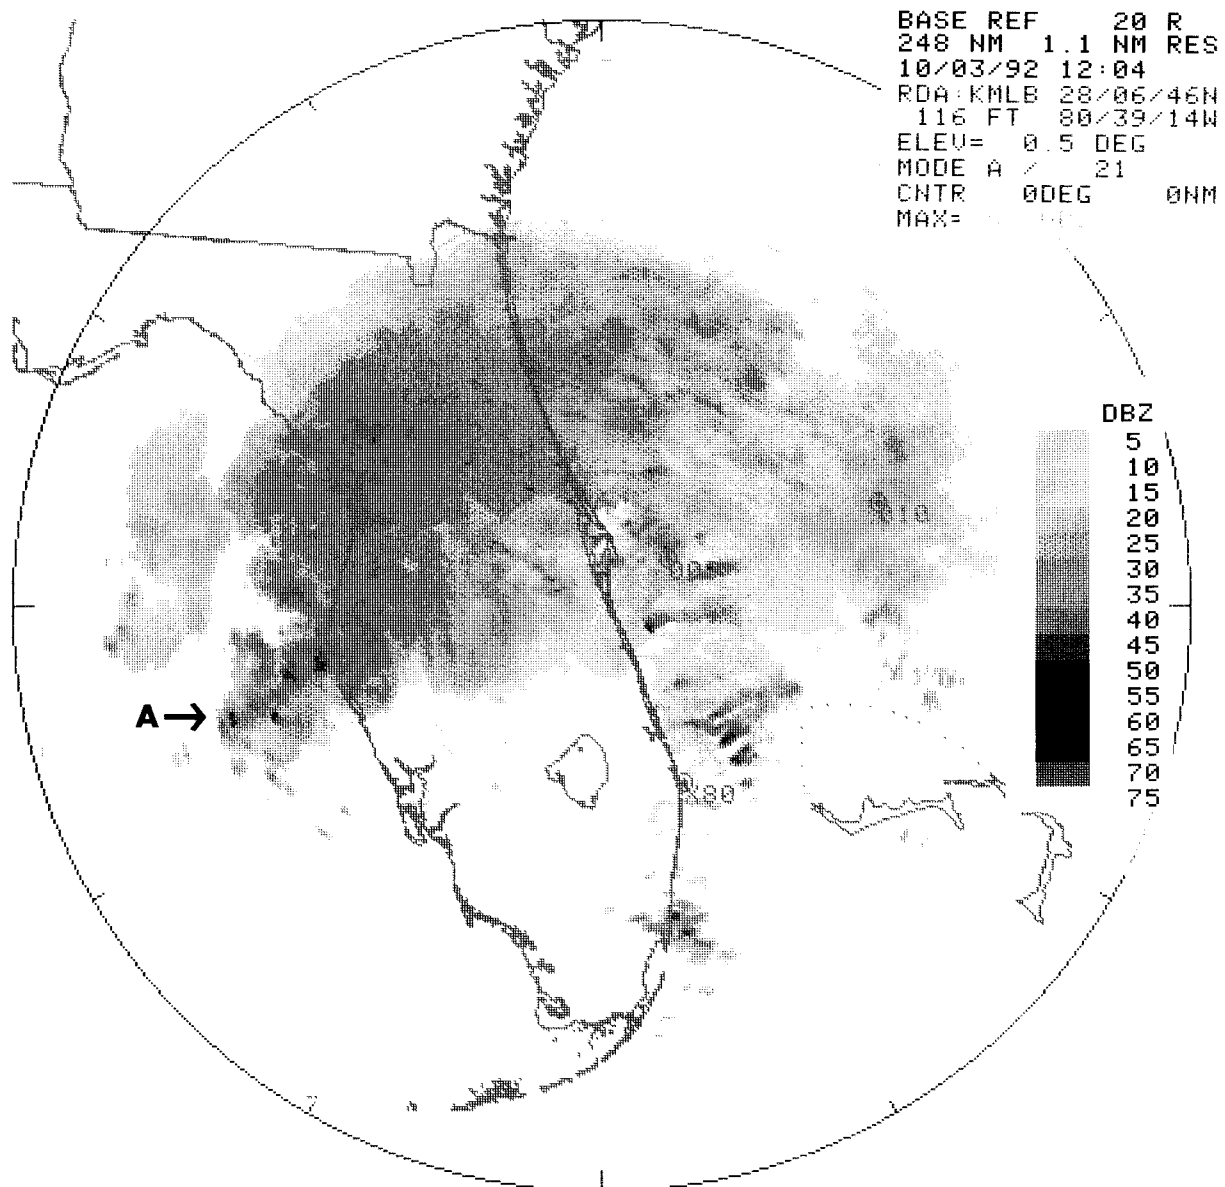 BASE REF 20 R
248 NM 1.1 NM RES
10/03/92 12:04
RDA:KMLB 28/06/46N
116 FT 80/39/14W
ELEV= 0.5 DEG
MODE A / 21
CNTR 0DEG 0NM
MAX=
DBZ
5
10
15
20
25
30
35
40
45
50
55
60
65
70
75
A